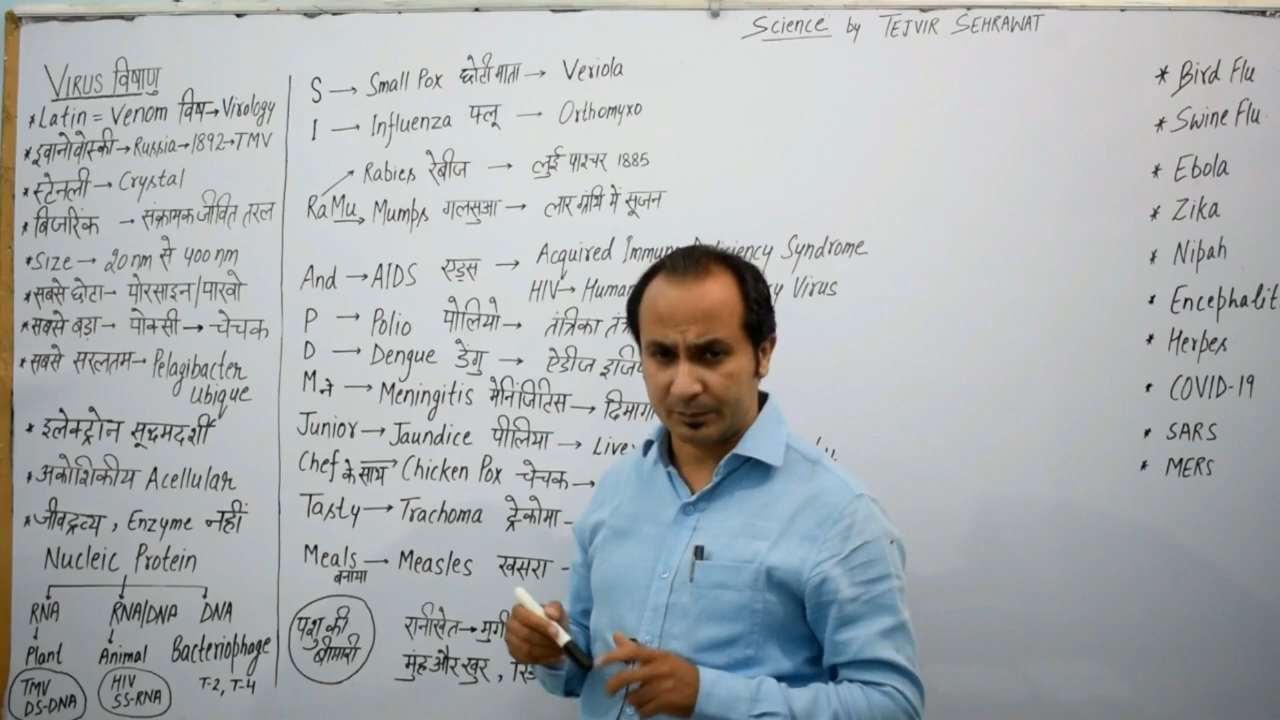 Science by TEJVIR SEHRAWAT
VIRUS विषाणु
* Latin = Venom विष → Virology
* इवानोवोस्की → Russia → 1892 → TMV
* स्टेनली → Crystal
* बिजरिंक → संक्रामक जीवित तरल
* Size → 20nm से 400nm
* सबसे छोटा → पोरसाइन/पारवो
* सबसे बड़ा → पोक्सी → चेचक
* सबसे सरलतम → Pelagibacter
Ubique
* इलेक्ट्रोन सूक्ष्मदर्शी
* अकोशिकीय Acellular
* जीवद्रव्य, Enzyme नहीं
Nucleic Protein
RNA RNA/DNA DNA
Plant Animal Bacteriophage
TMV HIV T-2, T-4
DS-DNA SS-RNA
S → Small Pox छोटी माता → Veriola
I → Influenza फ्लू → Orthomyxo
Rabies रेबीज → लुई पाश्चर 1885
RaMu, Mumps गलसुआ → लार ग्रंथि में सूजन
And → AIDS एड्स → Acquired Immun Deficiency Syndrome
HIV → Human y Virus
P → Polio पोलियो → तंत्रिका तं
D → Dengue डेंगु → ऐडीज इजि
M ने → Meningitis मेनिंजिटिस → दिमाग
Junior → Jaundice पीलिया → Live
Chef के साथ → Chicken Pox चेचक →
Tasty → Trachoma ट्रेकोमा -
Meals → Measles खसरा -
बनाया
पशु की रानीखेत → मुर्गी
बीमारी मुंह और खुर,
* Bird Flu
* Swine Flu
* Ebola
* Zika
* Nipah
* Encephalit
* Herpes
* COVID-19
* SARS
* MERS